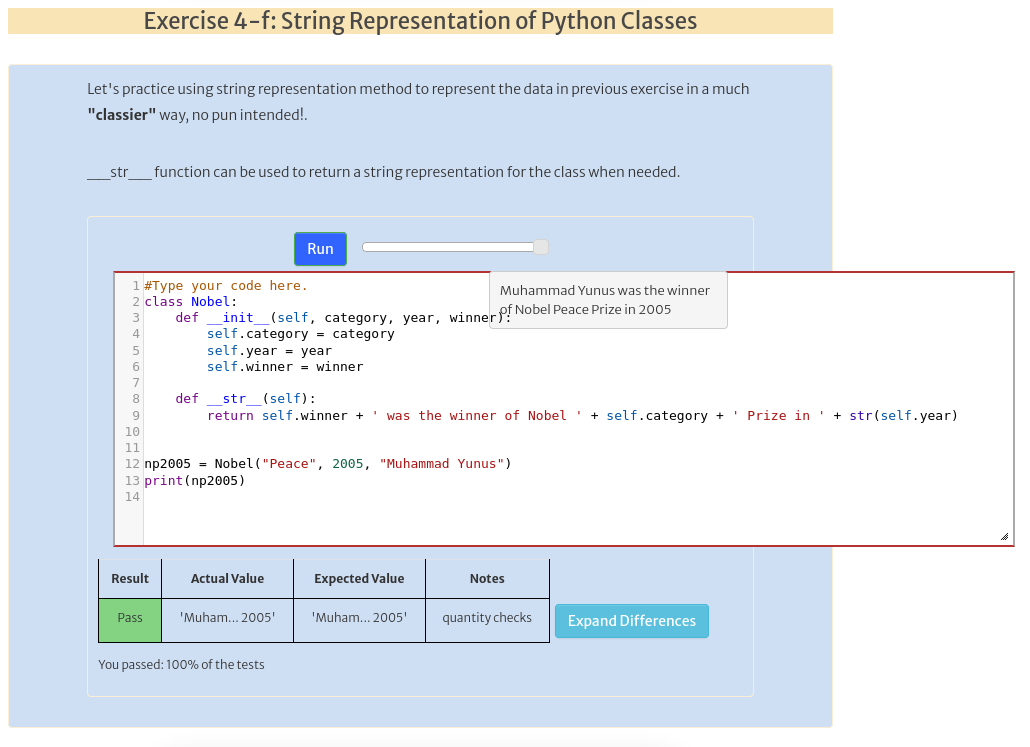 Exercise 4-f: String Representation of Python Classes
Let's practice using string representation method to represent the data in previous exercise in a much
"classier" way, no pun intended!.
___str___ function can be used to return a string representation for the class when needed.
Run
Muhammad Yunus was the winner
of Nobel Peace Prize in 2005
1 #Type your code here.
2 class Nobel:
3     def __init__(self, category, year, winner):
4         self.category = category
5         self.year = year
6         self.winner = winner
7
8     def __str__(self):
9         return self.winner + ' was the winner of Nobel ' + self.category + ' Prize in ' + str(self.year)
10
11
12 np2005 = Nobel("Peace", 2005, "Muhammad Yunus")
13 print(np2005)
14
Result Actual Value Expected Value Notes
Pass 'Muham... 2005' 'Muham... 2005' quantity checks
Expand Differences
You passed: 100% of the tests